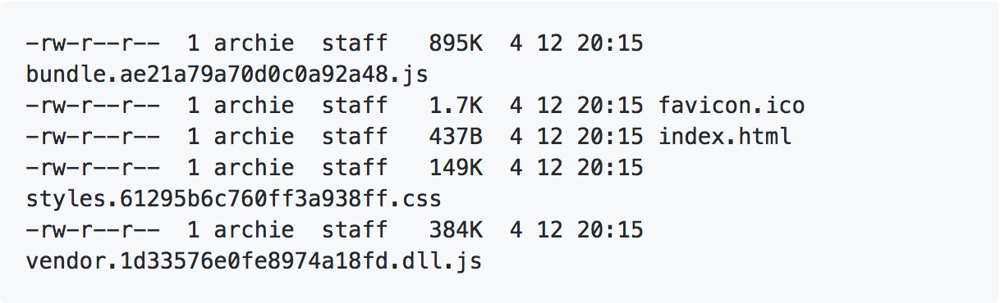 -rw-r--r--  1 archie  staff   895K  4 12 20:15
bundle.ae21a79a70d0c0a92a48.js
-rw-r--r--  1 archie  staff   1.7K  4 12 20:15 favicon.ico
-rw-r--r--  1 archie  staff   437B  4 12 20:15 index.html
-rw-r--r--  1 archie  staff   149K  4 12 20:15
styles.61295b6c760ff3a938ff.css
-rw-r--r--  1 archie  staff   384K  4 12 20:15
vendor.1d33576e0fe8974a18fd.dll.js